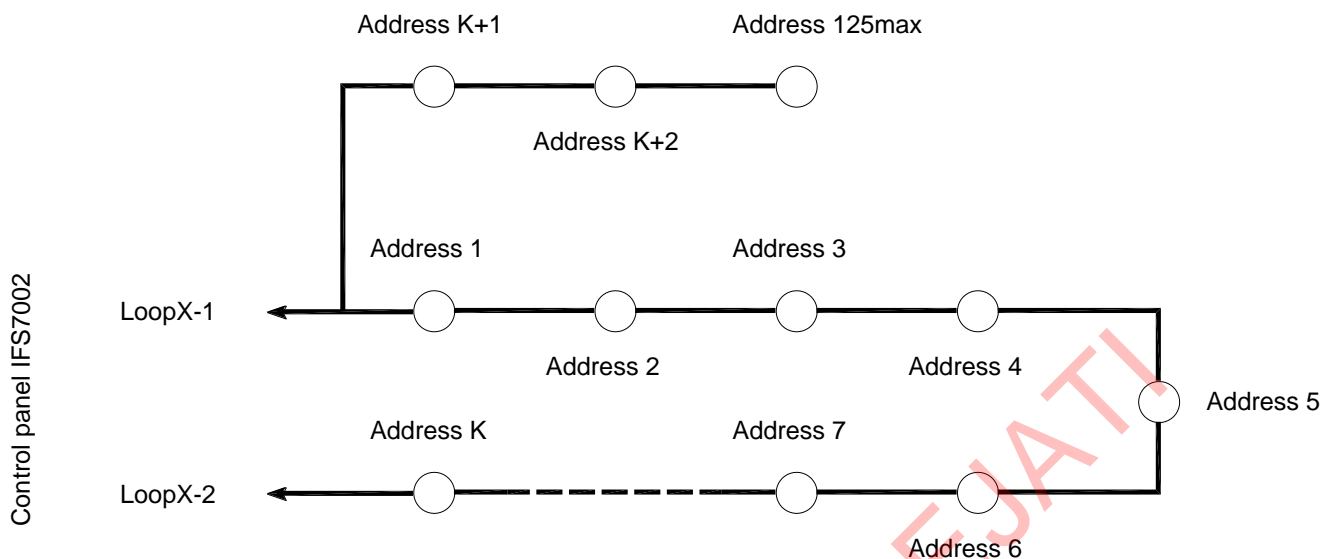 Address K+1
Address 125max
Address K+2
Address 1
Address 3
Control panel IFS7002
LoopX-1
Address 2
Address 4
Address 5
Address K
Address 7
LoopX-2
Address 6
EJATI